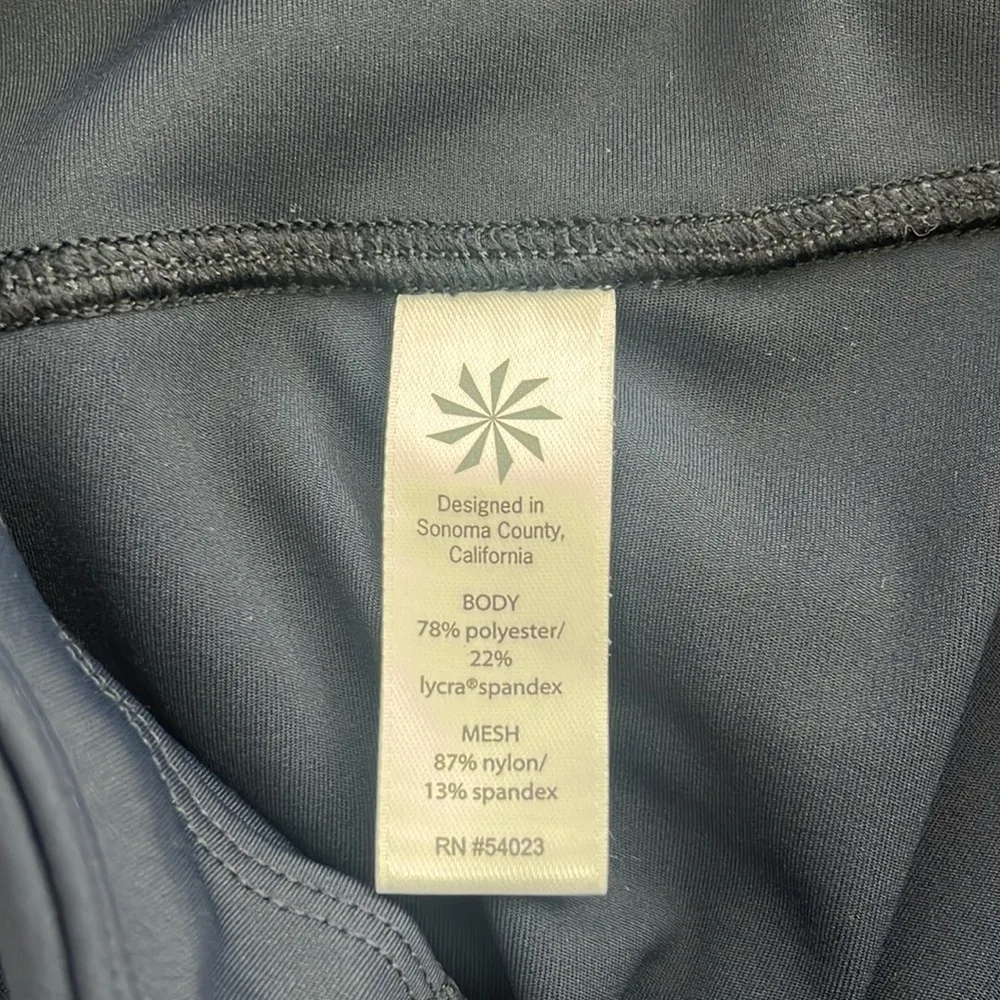 Designed in
Sonoma County,
California
BODY
78% polyester/
22%
lycra®spandex
MESH
87% nylon/
13% spandex
RN #54023